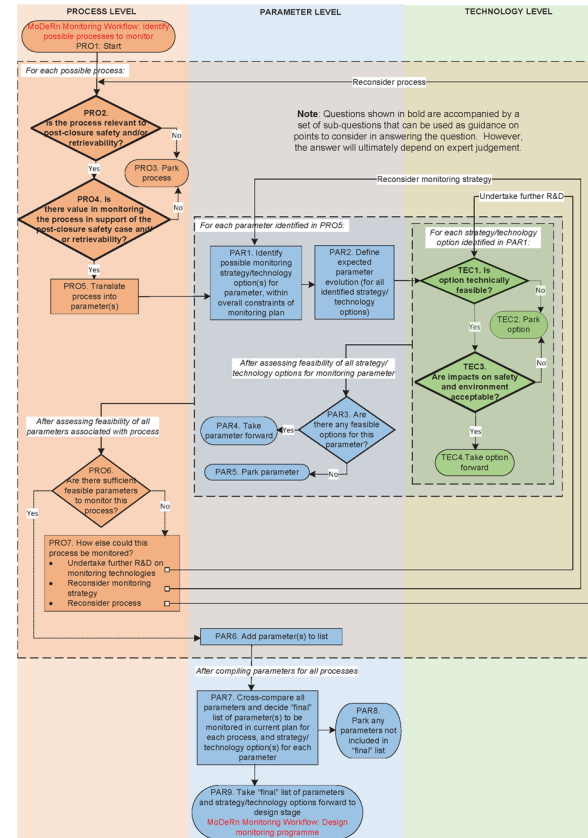 PROCESS LEVEL
PARAMETER LEVEL
TECHNOLOGY LEVEL
MoDeRn Monitoring Workflow: Identify
possible processes to monitor
PRO1: Start
For each possible process:
Reconsider process
PRO2.
Is the process relevant to
post-closure safety and/or
retrievability?
No
PRO3. Park
process
Yes
Note: Questions shown in bold are accompanied by a
set of sub-questions that can be used as guidance on
points to consider in answering the question. However,
the answer will ultimately depend on expert judgement.
PRO4. Is
there value in monitoring
the process in support of the
post-closure safety case and/
or retrievability?
No
Yes
PRO5. Translate
process into
parameter(s)
Reconsider monitoring strategy
Undertake further R&D
For each parameter identified in PRO5:
For each strategy/technology
option identified in PAR1:
PAR1. Identify
possible monitoring
strategy/technology
option(s) for
parameter, within
overall constraints of
monitoring plan
PAR2. Define
expected
parameter
evolution (for all
identified strategy/
technology
options)
TEC1. Is
option technically
feasible?
No
TEC2. Park
option
Yes
No
TEC3.
Are impacts on safety
and environment
acceptable?
Yes
TEC4.Take option
forward
After assessing feasibility of all strategy/
technology options for monitoring parameter
PAR3. Are
there any feasible
options for this
parameter?
Yes
PAR4. Take
parameter forward
No
PAR5. Park parameter
After assessing feasibility of all
parameters associated with process
PRO6.
Are there sufficient
feasible parameters
to monitor this
process?
Yes
No
PRO7. How else could this
process be monitored?
• Undertake further R&D on
monitoring technologies
• Reconsider monitoring
strategy
• Reconsider process
PAR6. Add parameter(s) to list
After compiling parameters for all processes
PAR7. Cross-compare all
parameters and decide “final”
list of parameter(s) to be
monitored in current plan for
each process, and strategy/
technology option(s) for each
parameter
PAR8.
Park any
parameters not
included in
“final” list
PAR9. Take “final” list of parameters
and strategy/technology options forward to
design stage
MoDeRn Monitoring Workflow: Design
monitoring programme